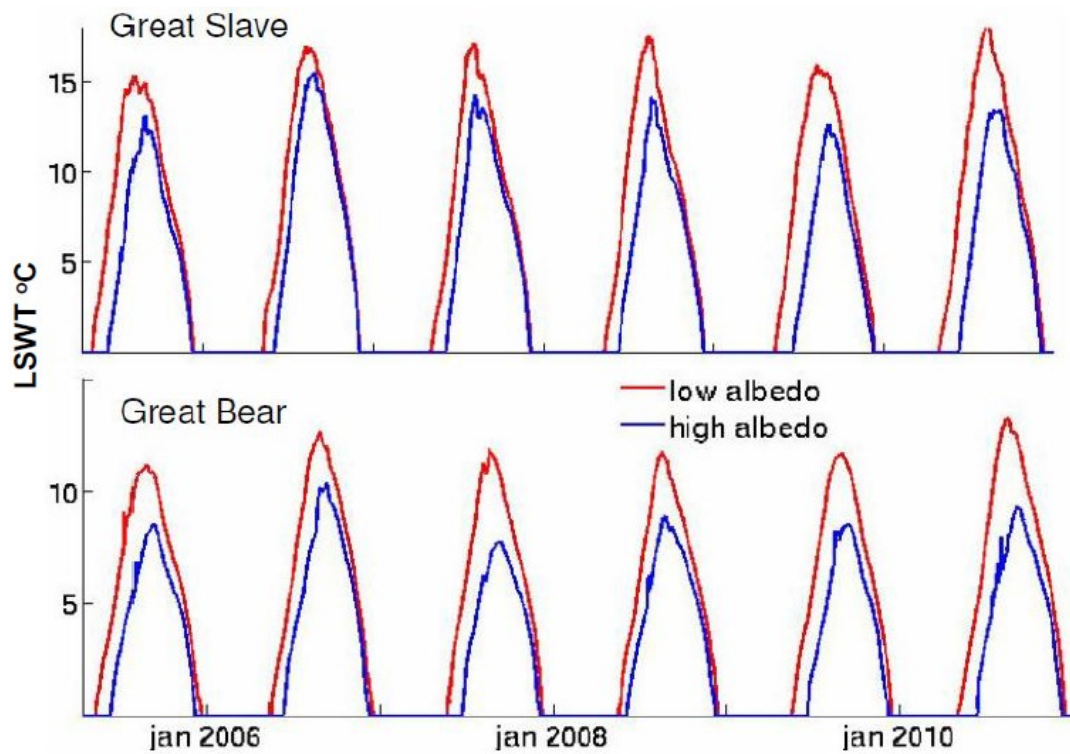 Great Slave
15
10
5
LSWT °C
low albedo
high albedo
Great Bear
10
5
jan 2006
jan 2008
jan 2010